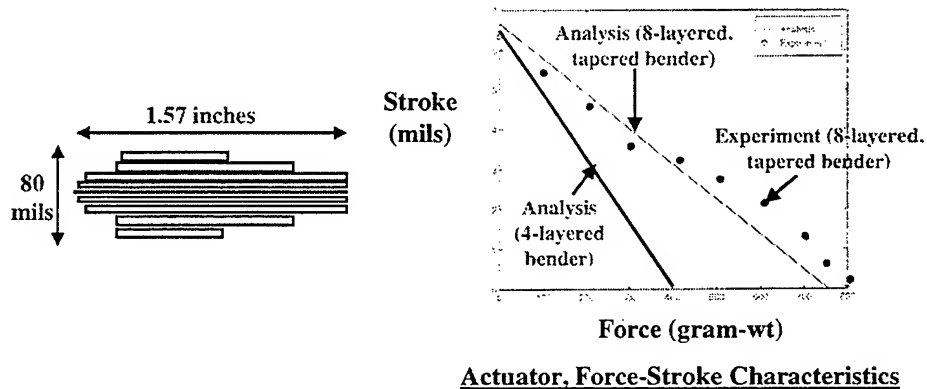 1.57 inches
80
mils
Stroke
(mils)
Analysis (8-layered.
tapered bender)
Experiment (8-layered.
tapered bender)
Analysis
(4-layered
bender)
Force (gram-wt)
Actuator, Force-Stroke Characteristics